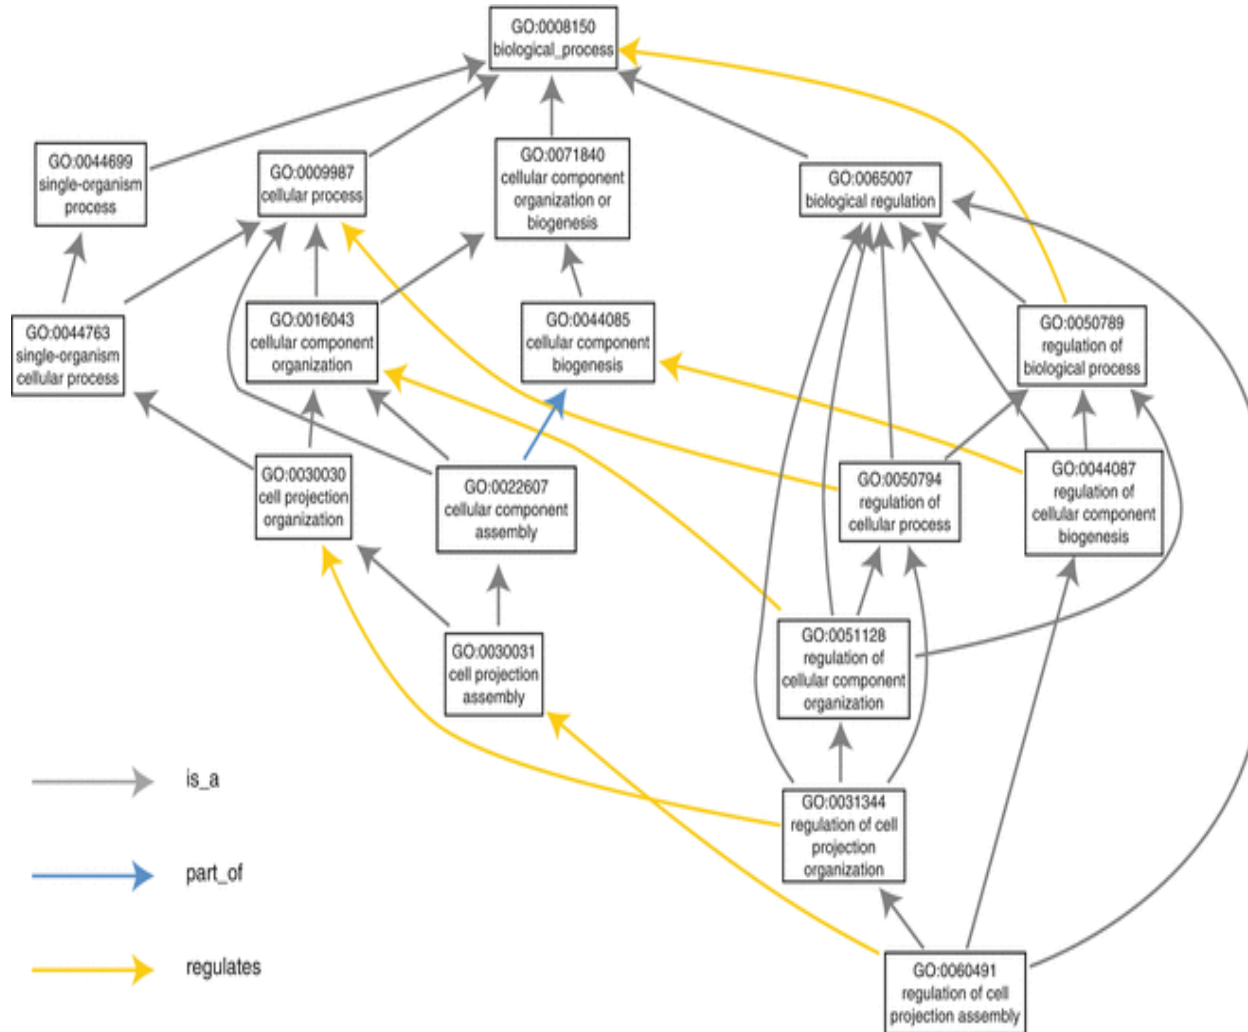 GO:0008150
biological_process
GO:0044699
single-organism
process
GO:0009987
cellular process
GO:0071840
cellular component
organization or
biogenesis
GO:0065007
biological regulation
GO:0044763
single-organism
cellular process
GO:0016043
cellular component
organization
GO:0044085
cellular component
biogenesis
GO:0050789
regulation of
biological process
GO:0030030
cell projection
organization
GO:0022607
cellular component
assembly
GO:0050794
regulation of
cellular process
GO:0044087
regulation of
cellular component
biogenesis
GO:0030031
cell projection
assembly
GO:0051128
regulation of
cellular component
organization
GO:0031344
regulation of cell
projection
organization
GO:0060491
regulation of cell
projection assembly
is_a
part_of
regulates